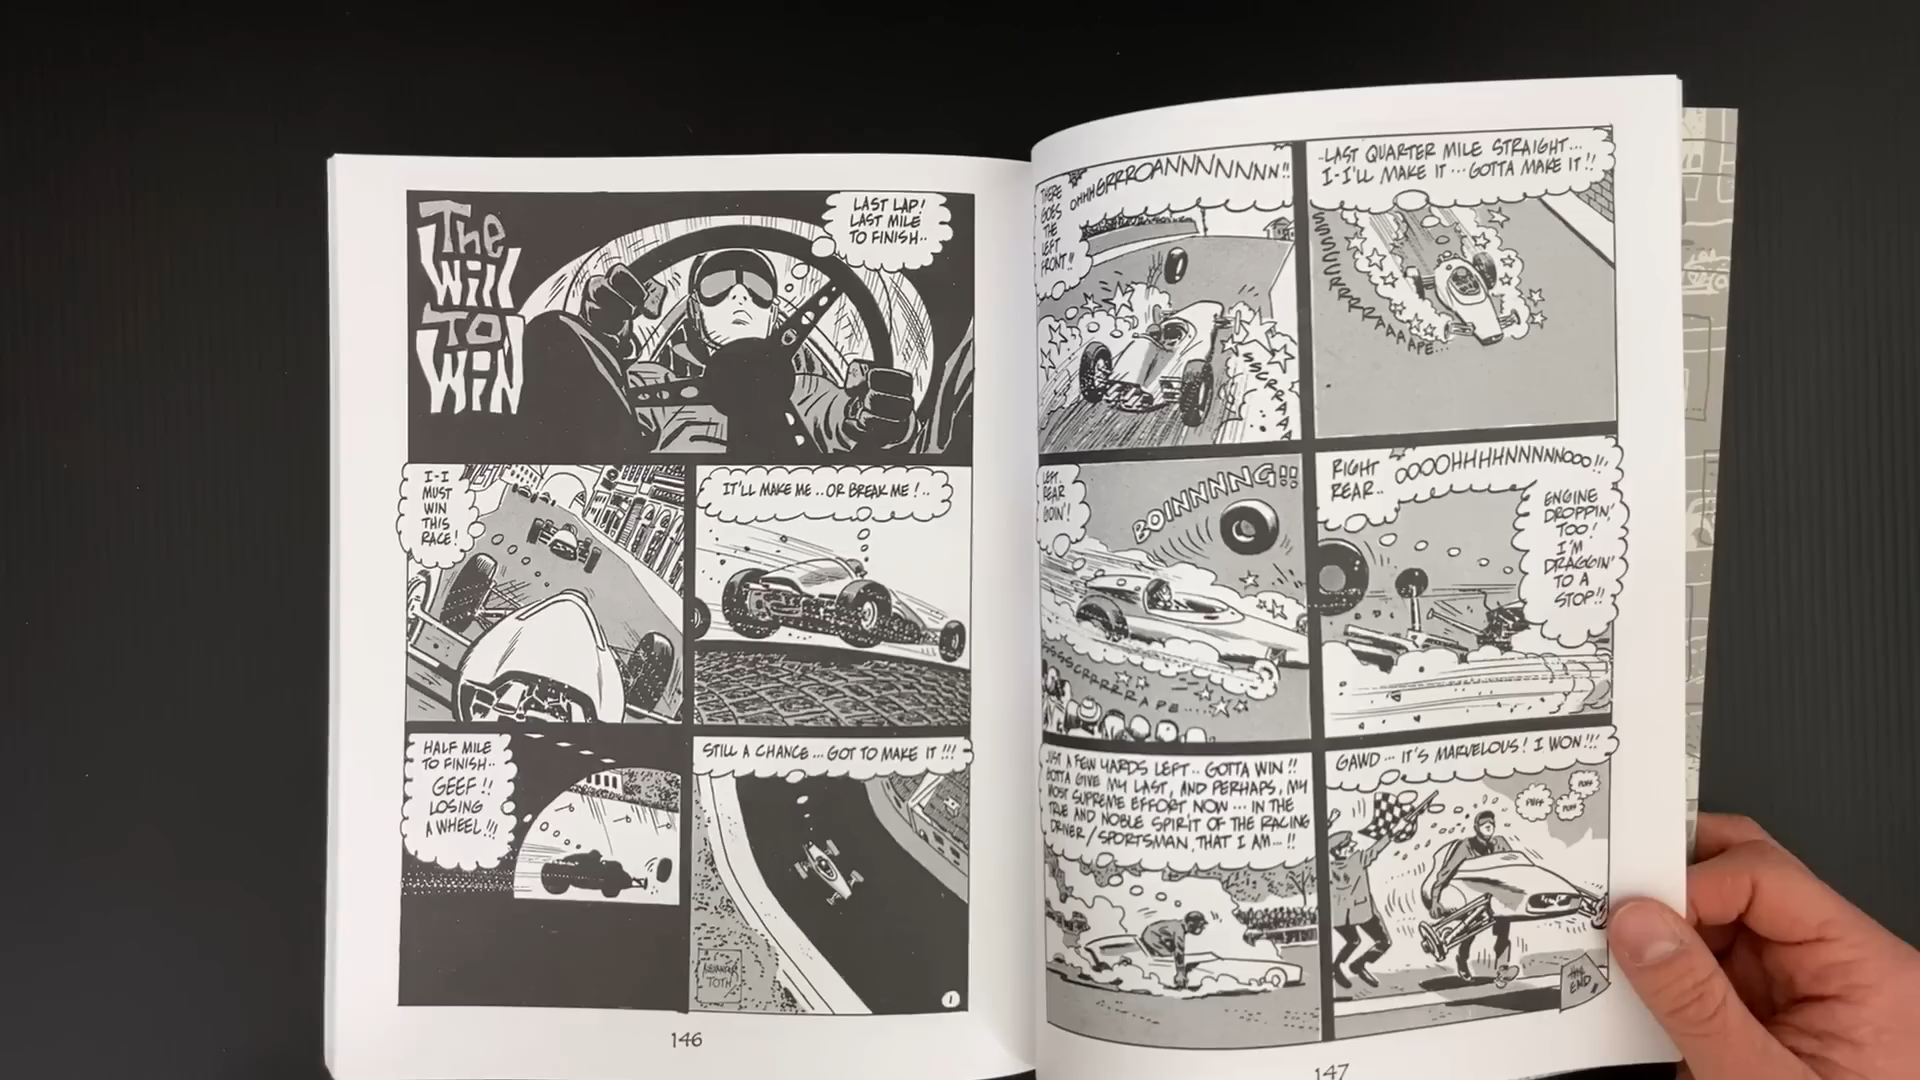 The
Will
To
Win
LAST LAP!
LAST MILE
TO FINISH..
I-I
MUST
WIN
THIS
RACE!
IT'LL MAKE ME.. OR BREAK ME!..
HALF MILE
TO FINISH..
GEEF!!
LOSING
A WHEEL!!!
STILL A CHANCE... GOT TO MAKE IT!!!
ALEXANDER
TOTH
1
146
THERE
GOES
THE
LEFT
FRONT!!
OHHHGRRROANNNNNNN!!
SSCRRAAA
..LAST QUARTER MILE STRAIGHT...
I-I'LL MAKE IT... GOTTA MAKE IT!!
SSSSCRRRRAAAAPE...
LEFT
REAR
GOIN'!
BOINNNNG!!
SSSSCRRRRRAPE.....
RIGHT
REAR..
OOOOHHHHNNNNNOOO!!!
ENGINE
DROPPIN'
TOO!
I'M
DRAGGIN'
TO A
STOP!!
JUST A FEW YARDS LEFT.. GOTTA WIN!!
GOTTA GIVE MY LAST, AND PERHAPS, MY
MOST SUPREME EFFORT NOW... IN THE
TRUE AND NOBLE SPIRIT OF THE RACING
DRIVER/SPORTSMAN, THAT I AM...!!
GAWD... IT'S MARVELOUS! I WON!!!
PUFF
PUFF
PUFF
THE
END!
147